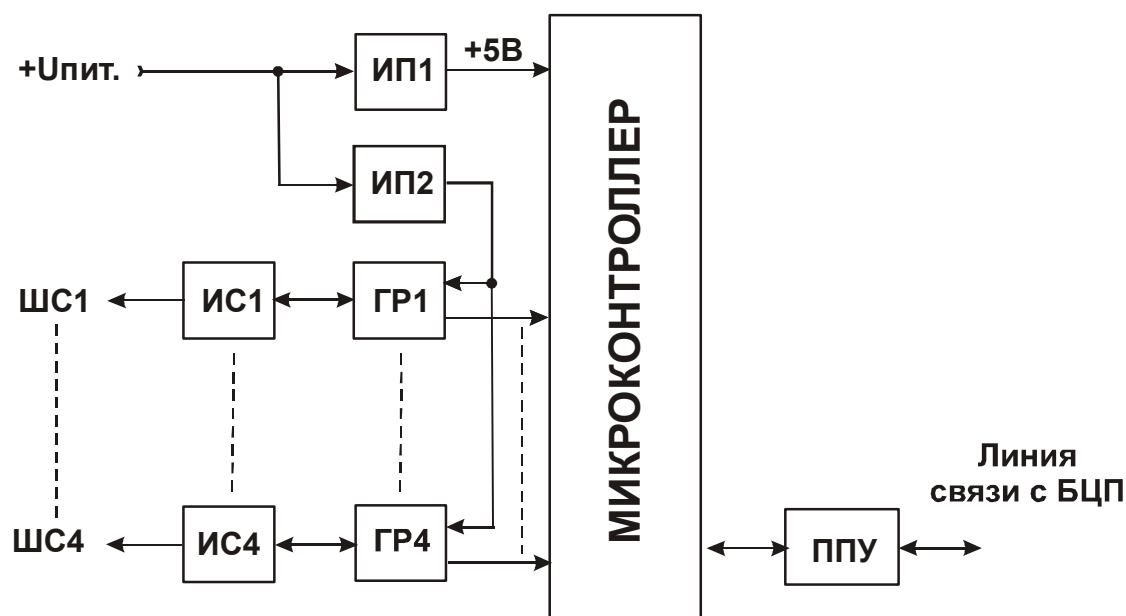 +Uпит.
ИП1
+5В
ИП2
ШС1
ИС1
ГР1
МИКРОКОНТРОЛЛЕР
Линия
связи с БЦП
ШС4
ИС4
ГР4
ППУ